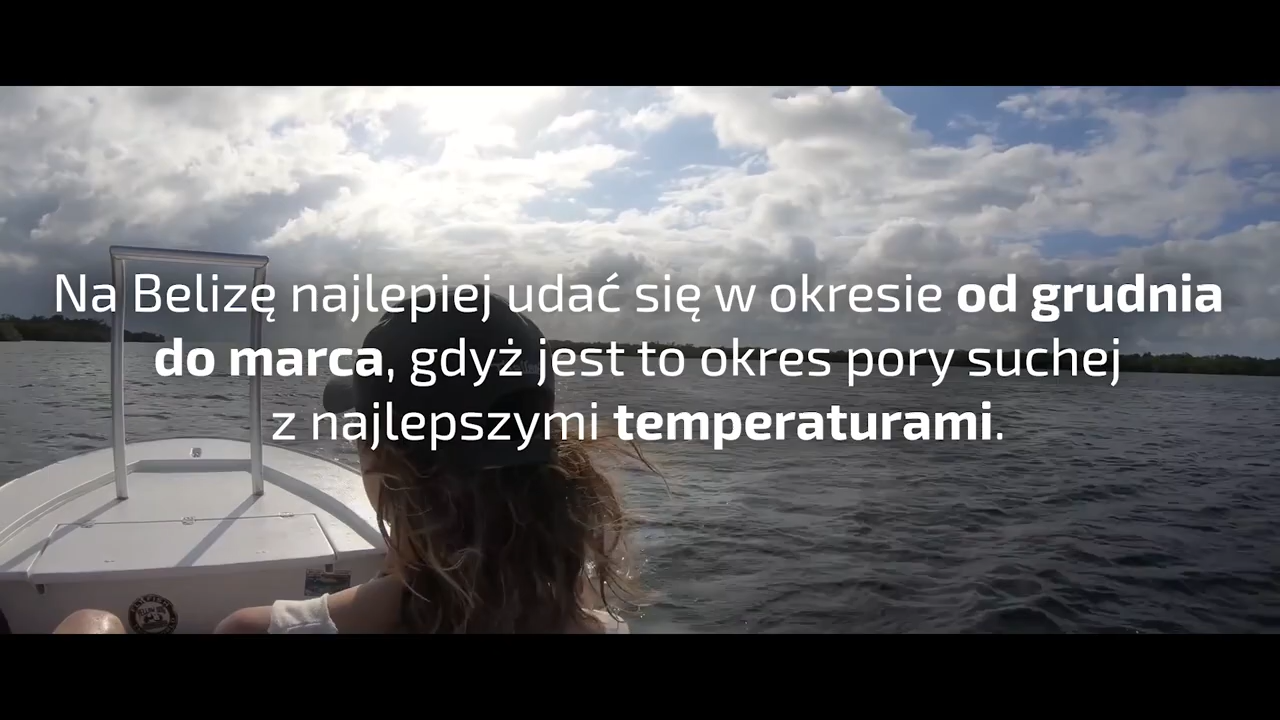 Na Belizę najlepiej udać się w okresie od grudnia
do marca, gdyż jest to okres pory suchej
z najlepszymi temperaturami.